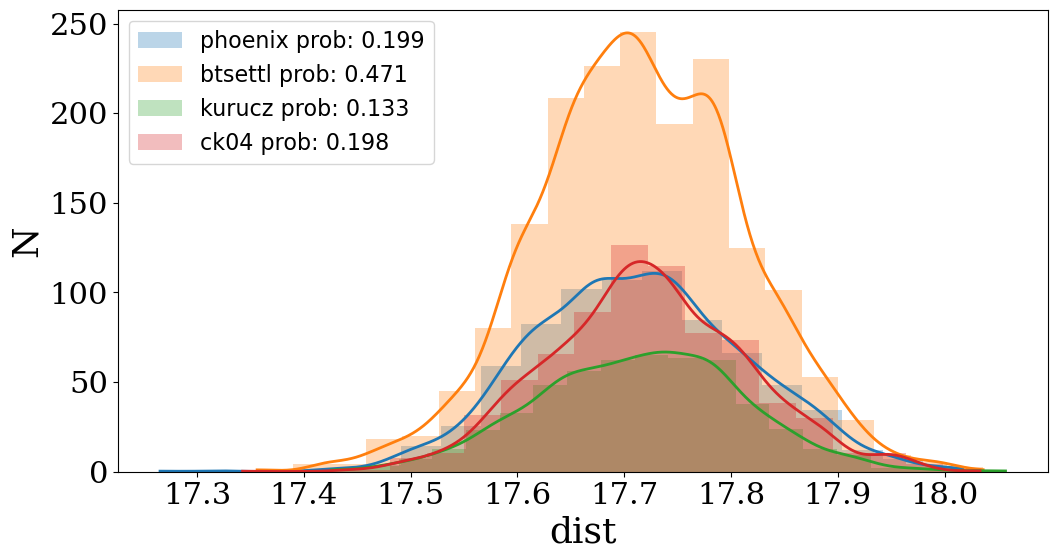 phoenix prob: 0.199
btsettl prob: 0.471
kurucz prob: 0.133
ck04 prob: 0.198
250
200
150
100
50
0
N
17.3 17.4 17.5 17.6 17.7 17.8 17.9 18.0
dist